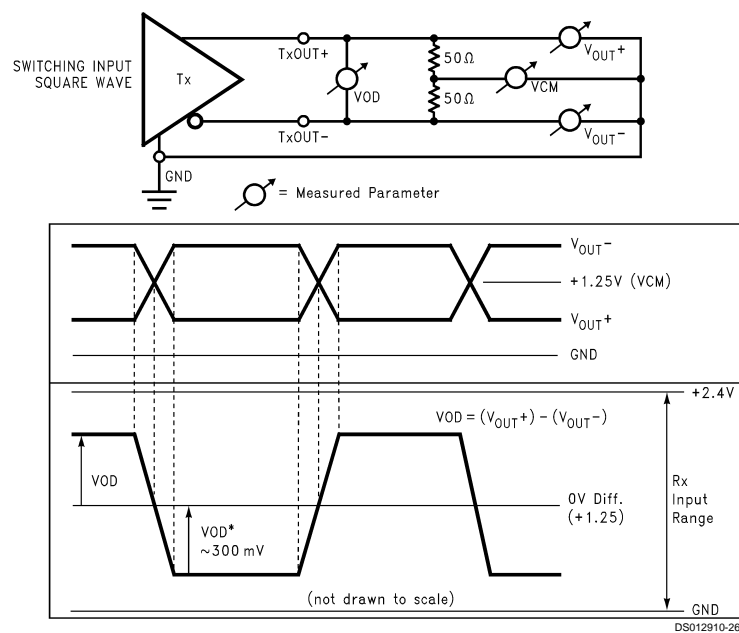 SWITCHING INPUT
SQUARE WAVE
Tx
TxOUT+
TxOUT-
VOD
50Ω
50Ω
VCM
VOUT+
VOUT-
GND
= Measured Parameter
VOUT-
+1.25V (VCM)
VOUT+
GND
+2.4V
VOD = (VOUT+) - (VOUT-)
VOD
VOD*
~300 mV
0V Diff.
(+1.25)
Rx
Input
Range
(not drawn to scale)
GND
DS012910-26